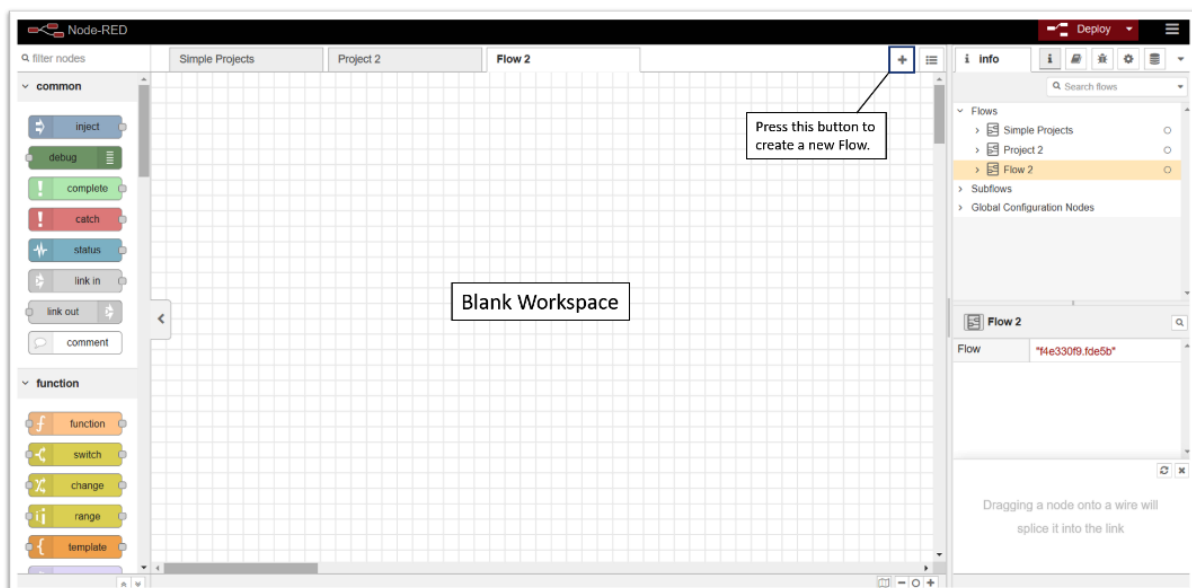 Node-RED
Deploy
filter nodes
Simple Projects
Project 2
Flow 2
info
Search flows
common
inject
debug
complete
catch
status
link in
link out
comment
function
function
switch
change
range
template
Press this button to
create a new Flow.
Blank Workspace
Flows
Simple Projects
Project 2
Flow 2
Subflows
Global Configuration Nodes
Flow 2
Flow "f4e330f9.fde5b"
Dragging a node onto a wire will
splice it into the link